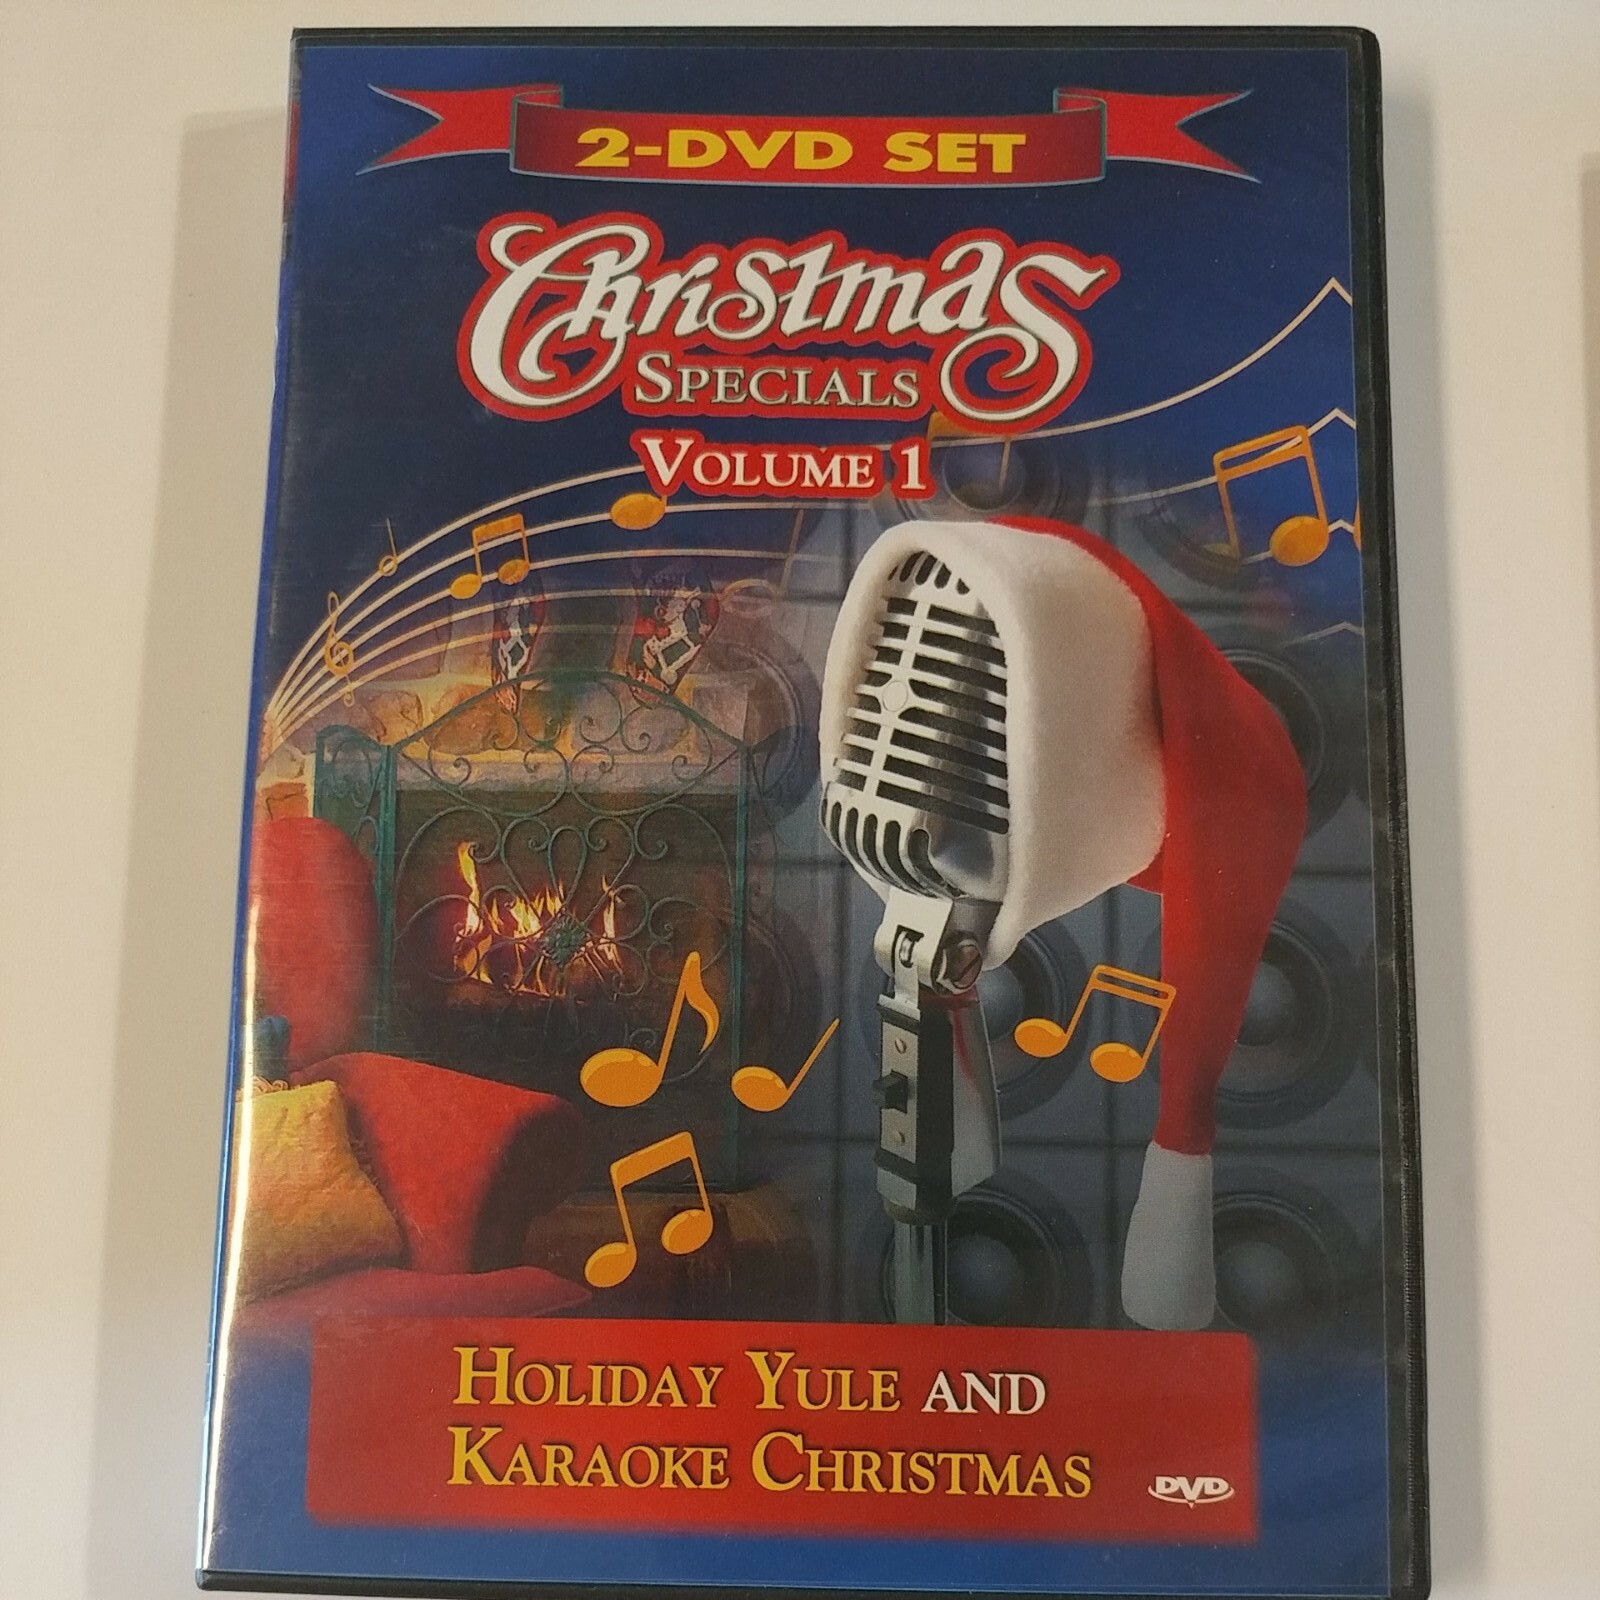 2-DVD SET
Christmas
SPECIALS
VOLUME 1
HOLIDAY YULE AND
KARAOKE CHRISTMAS
DVD